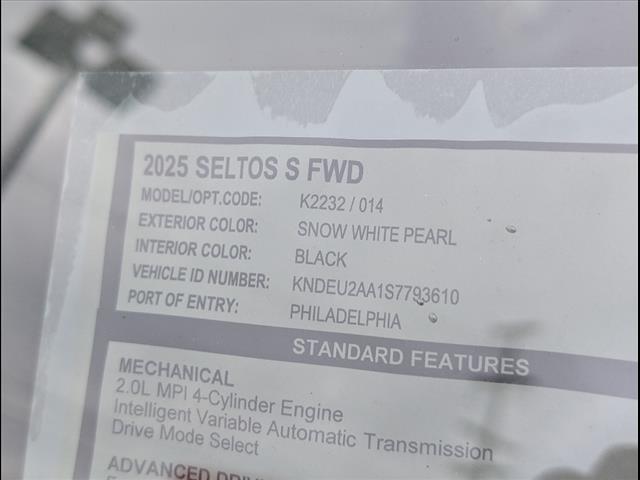 2025 SELTOS S FWD
MODEL/OPT.CODE: K2232 / 014
EXTERIOR COLOR: SNOW WHITE PEARL
INTERIOR COLOR: BLACK
VEHICLE ID NUMBER: KNDEU2AA1S7793610
PORT OF ENTRY: PHILADELPHIA
STANDARD FEATURES
MECHANICAL
2.0L MPI 4-Cylinder Engine
Intelligent Variable Automatic Transmission
Drive Mode Select
ADVANCED